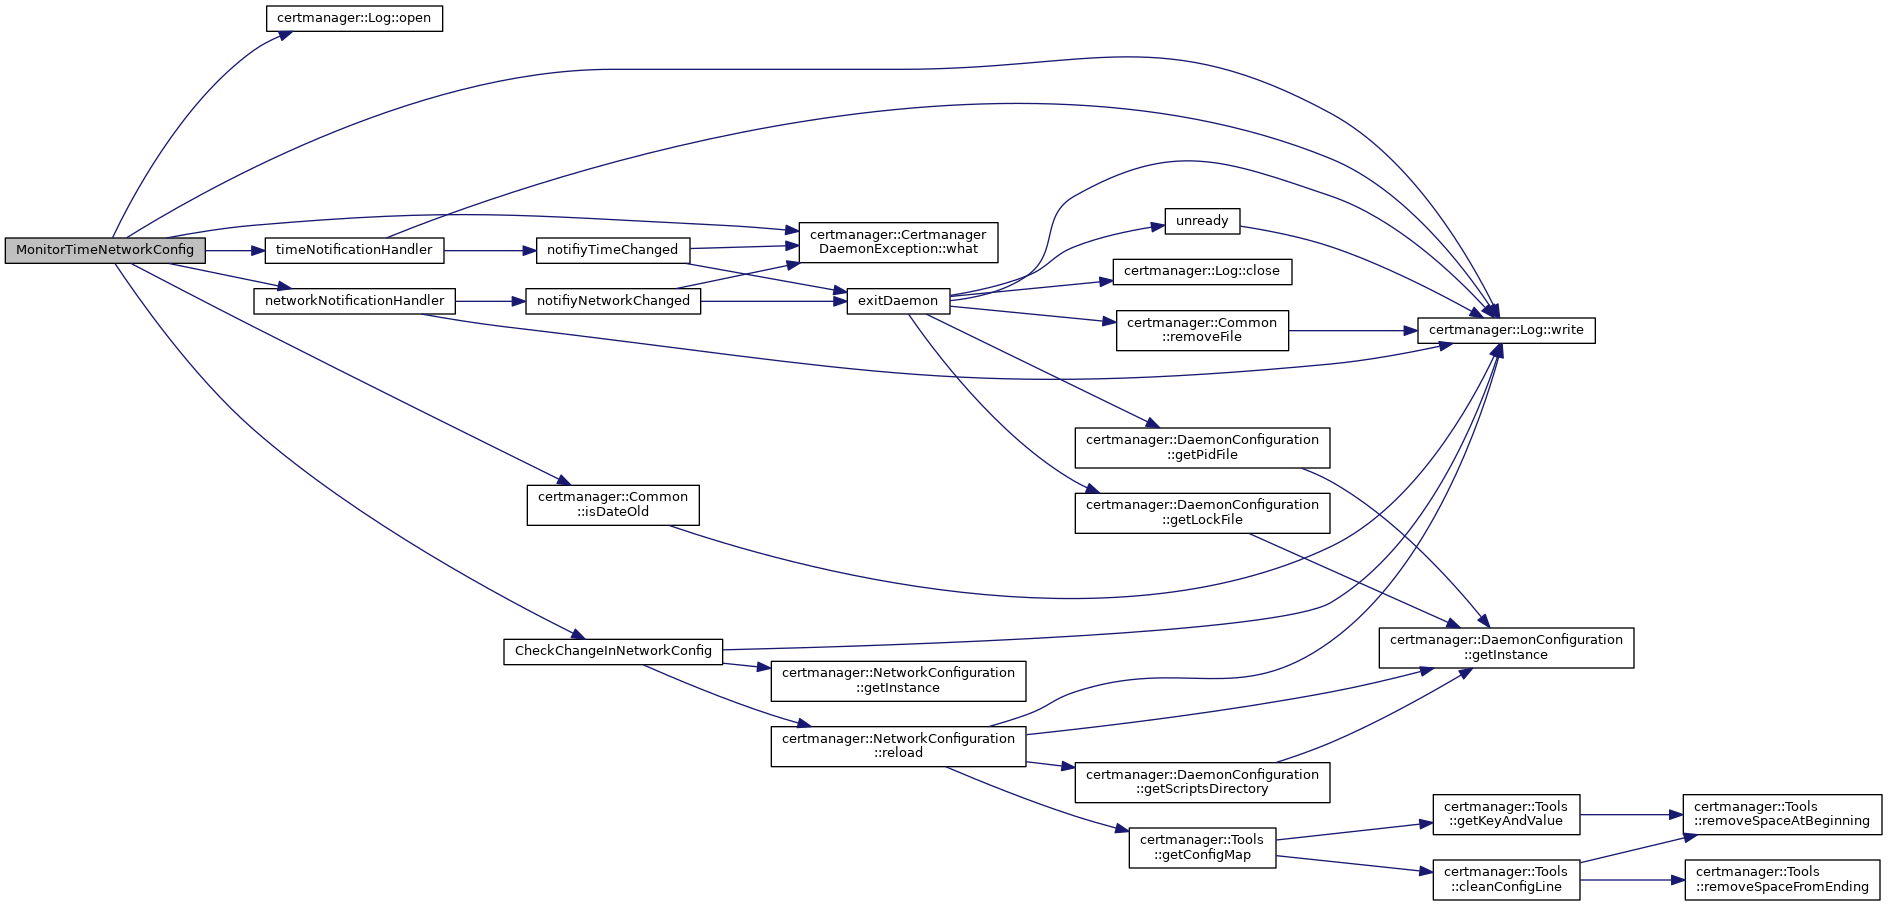 certmanager::Log::open
MonitorTimeNetworkConfig
timeNotificationHandler
networkNotificationHandler
notifiyTimeChanged
notifiyNetworkChanged
certmanager::Certmanager
DaemonException::what
exitDaemon
unready
certmanager::Log::close
certmanager::Common
::removeFile
certmanager::Log::write
certmanager::DaemonConfiguration
::getPidFile
certmanager::DaemonConfiguration
::getLockFile
certmanager::Common
::isDateOld
CheckChangeInNetworkConfig
certmanager::NetworkConfiguration
::getInstance
certmanager::DaemonConfiguration
::getInstance
certmanager::NetworkConfiguration
::reload
certmanager::DaemonConfiguration
::getScriptsDirectory
certmanager::Tools
::getConfigMap
certmanager::Tools
::getKeyAndValue
certmanager::Tools
::cleanConfigLine
certmanager::Tools
::removeSpaceAtBeginning
certmanager::Tools
::removeSpaceFromEnding